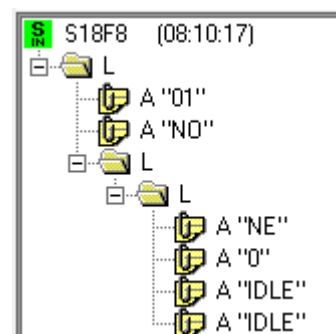 S IN S18F8 (08:10:17)
L
A "01"
A "NO"
L
L
A "NE"
A "0"
A "IDLE"
A "IDLE"